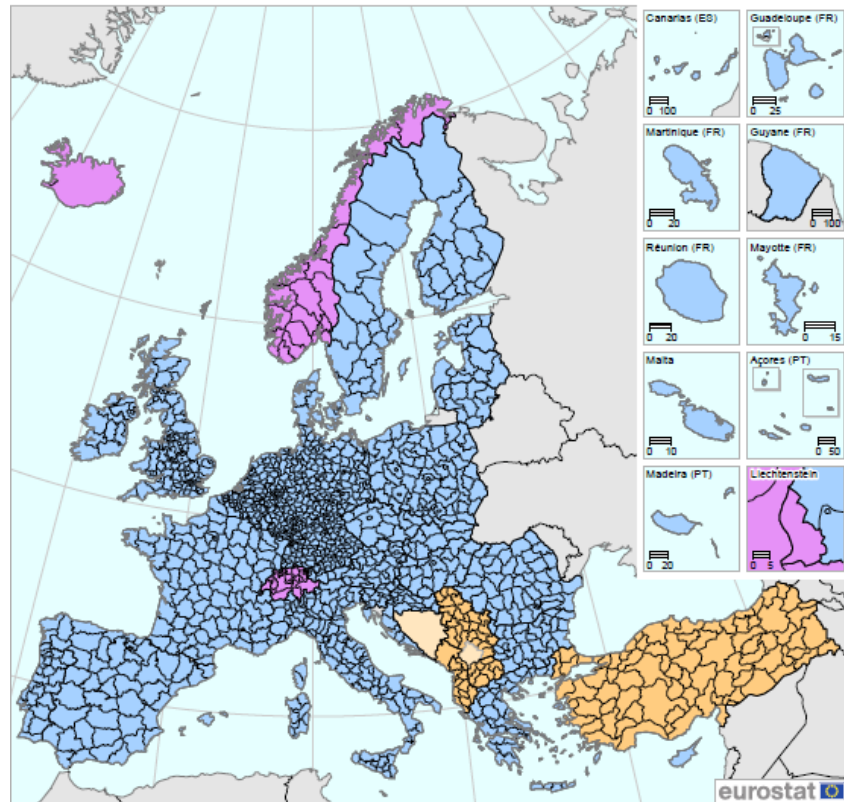 Canarias (ES)
0 100
Guadeloupe (FR)
0 25
Martinique (FR)
0 20
Guyane (FR)
0 100
Réunion (FR)
0 20
Mayotte (FR)
0 15
Malta
0 10
Açores (PT)
0 50
Madeira (PT)
0 20
Liechtenstein
0 5
eurostat